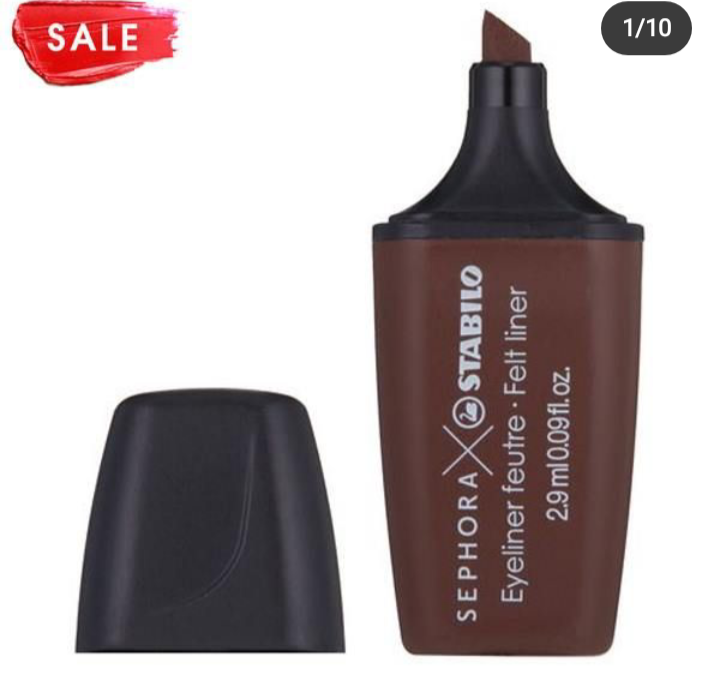 SALE
1/10
SEPHORA X STABILO
Eyeliner feutre · Felt liner
2.9 ml 0.09 fl. oz.